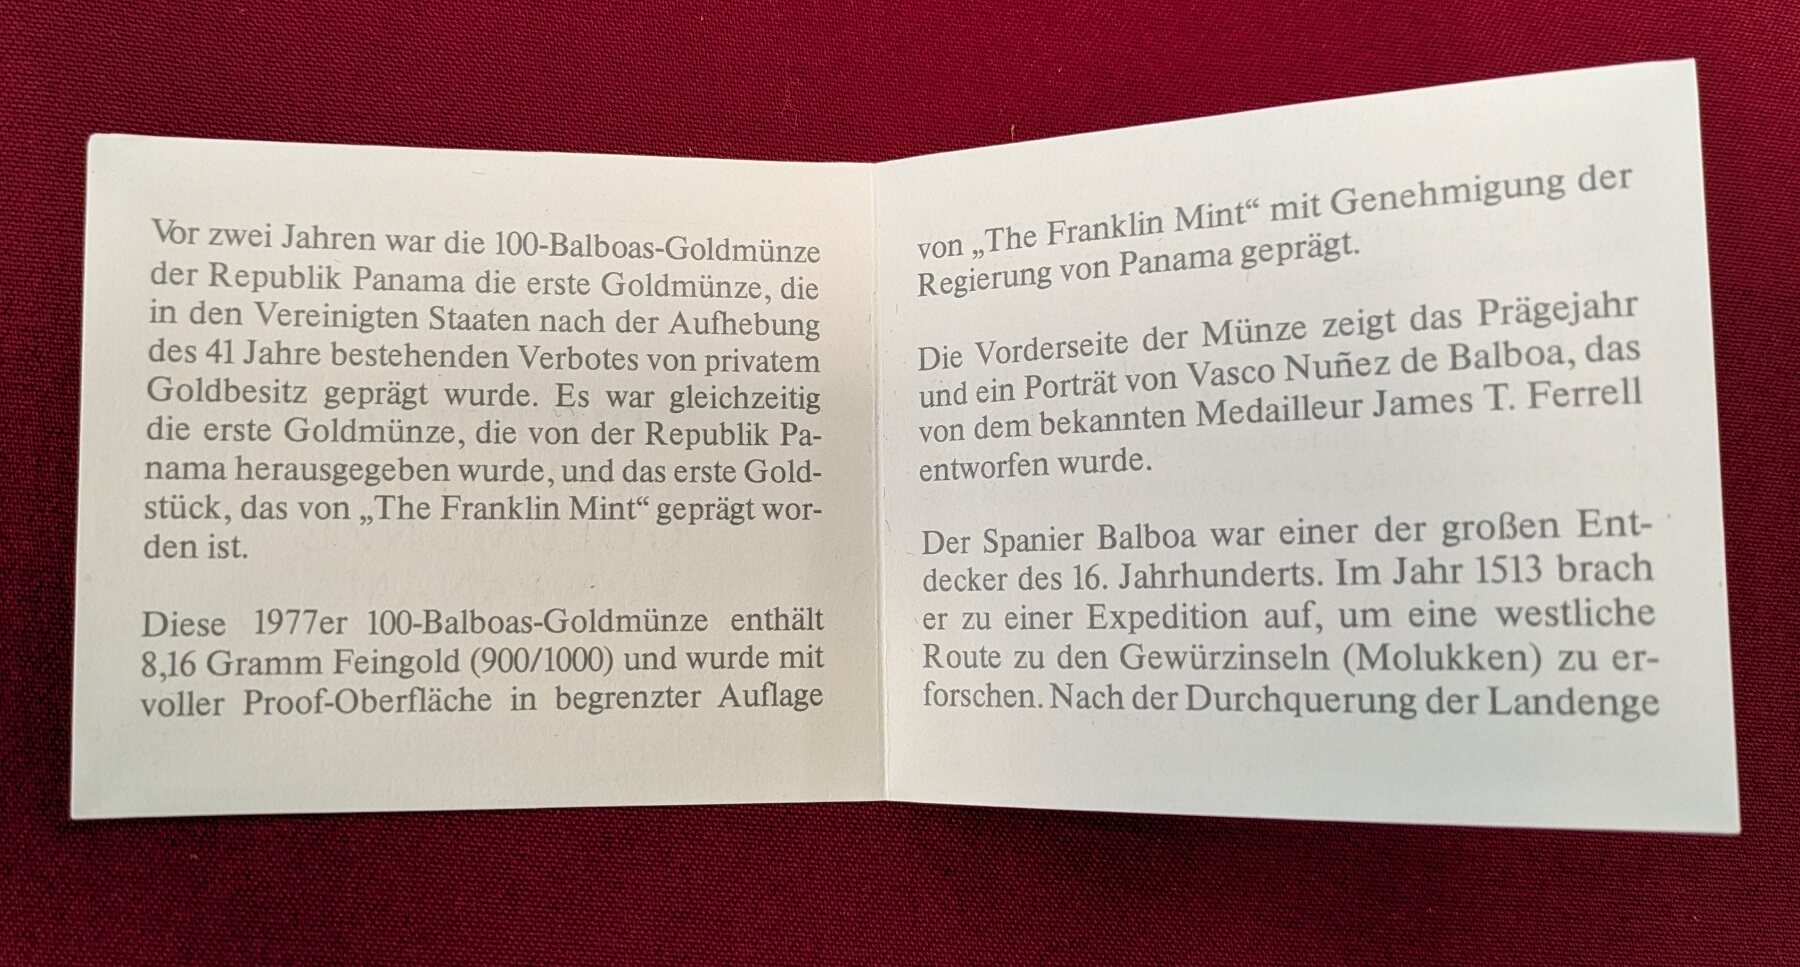 Vor zwei Jahren war die 100-Balboas-Goldmünze
der Republik Panama die erste Goldmünze, die
in den Vereinigten Staaten nach der Aufhebung
des 41 Jahre bestehenden Verbotes von privatem
Goldbesitz geprägt wurde. Es war gleichzeitig
die erste Goldmünze, die von der Republik Pa-
nama herausgegeben wurde, und das erste Gold-
stück, das von „The Franklin Mint“ geprägt wor-
den ist.
Diese 1977er 100-Balboas-Goldmünze enthält
8,16 Gramm Feingold (900/1000) und wurde mit
voller Proof-Oberfläche in begrenzter Auflage
von „The Franklin Mint“ mit Genehmigung der
Regierung von Panama geprägt.
Die Vorderseite der Münze zeigt das Prägejahr
und ein Porträt von Vasco Nuñez de Balboa, das
von dem bekannten Medailleur James T. Ferrell
entworfen wurde.
Der Spanier Balboa war einer der großen Ent-
decker des 16. Jahrhunderts. Im Jahr 1513 brach
er zu einer Expedition auf, um eine westliche
Route zu den Gewürzinseln (Molukken) zu er-
forschen. Nach der Durchquerung der Landenge